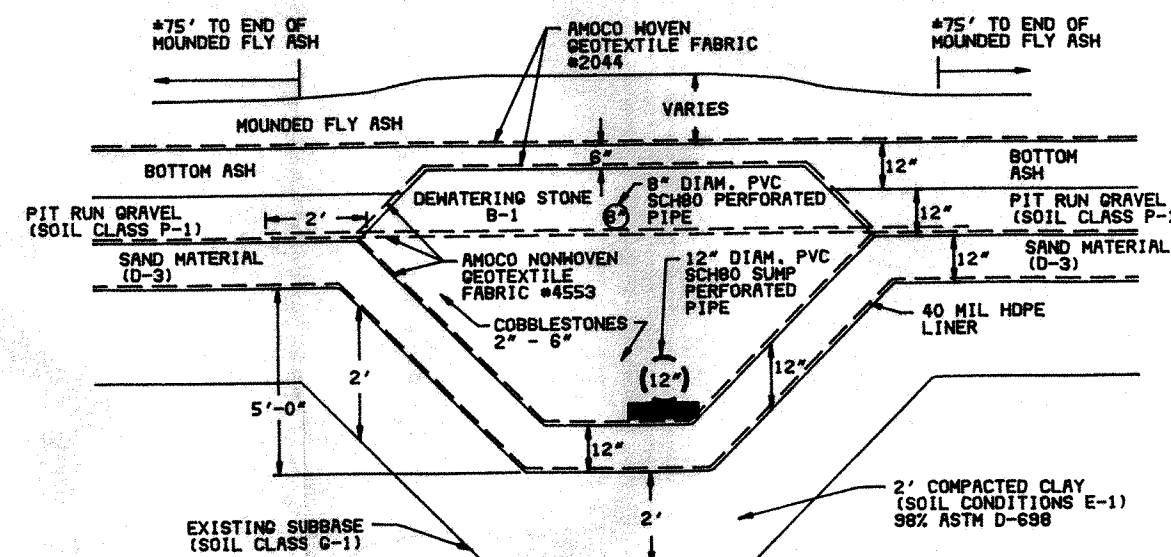 *75' TO END OF
MOUNDED FLY ASH
AMOCO WOVEN
GEOTEXTILE FABRIC
#2044
*75' TO END OF
MOUNDED FLY ASH
VARIES
MOUNDED FLY ASH
BOTTOM ASH
6"
12"
BOTTOM
ASH
DEWATERING STONE
B-1
8"
8" DIAM. PVC
SCH80 PERFORATED
PIPE
PIT RUN GRAVEL
(SOIL CLASS P-1)
2'
12"
PIT RUN GRAVEL
(SOIL CLASS P-1
SAND MATERIAL
(D-3)
AMOCO NONWOVEN
GEOTEXTILE
FABRIC #4553
12" DIAM. PVC
SCH80 SUMP
PERFORATED
PIPE
12"
SAND MATERIAL
(D-3)
COBBLESTONES
2" - 6"
40 MIL HDPE
LINER
2'
(12")
12"
5'-0"
12"
2' COMPACTED CLAY
(SOIL CONDITIONS E-1)
98% ASTM D-698
EXISTING SUBBASE
(SOIL CLASS G-1)
2'